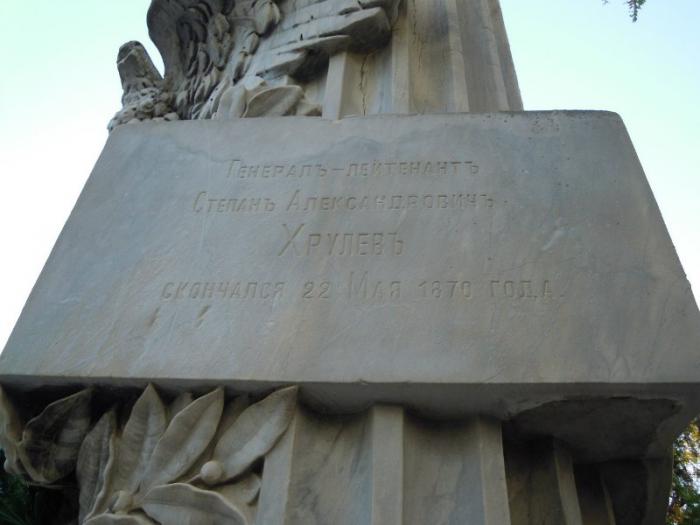 Генералъ-лейтенантъ
Степанъ Александровичъ
Хрулевъ
скончался 22 Мая 1870 года.